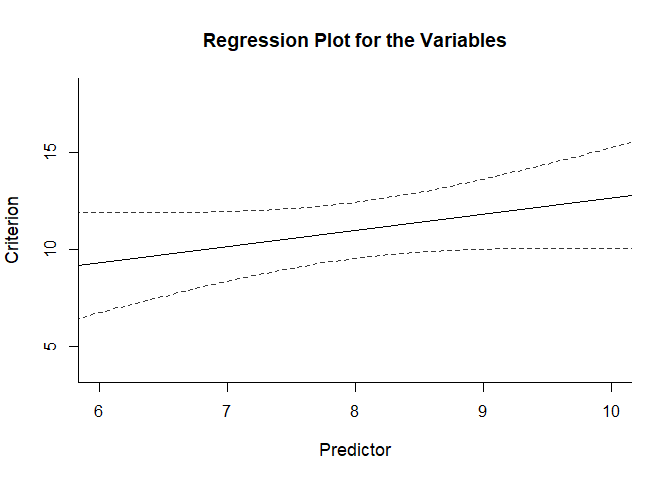 Regression Plot for the Variables
15
10
5
Criterion
6 7 8 9 10
Predictor